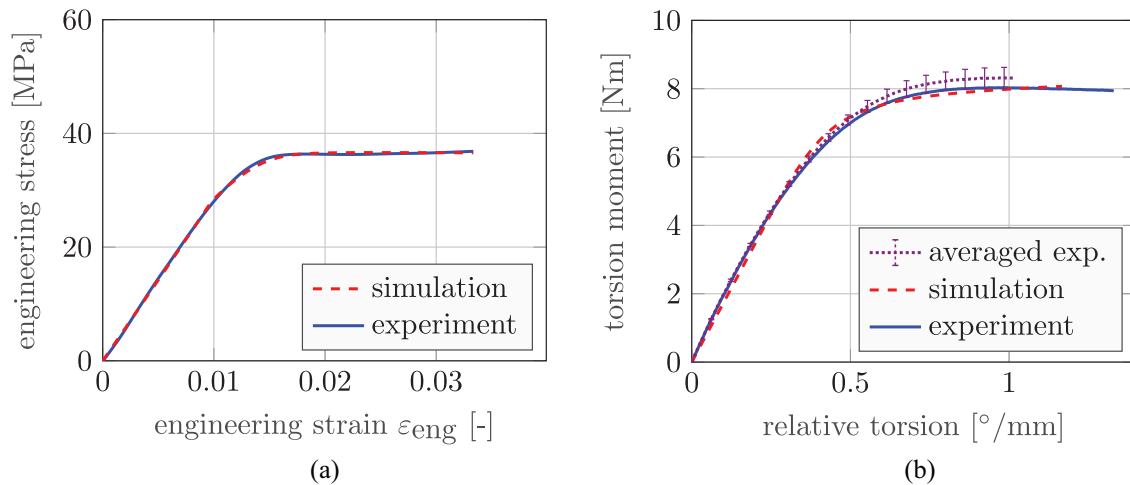 60
40
20
0
0
0.01
0.02
0.03
engineering stress [MPa]
engineering strain εeng [-]
simulation
experiment
(a)
10
8
6
4
2
0
0
0.5
1
torsion moment [Nm]
relative torsion [°/mm]
averaged exp.
simulation
experiment
(b)